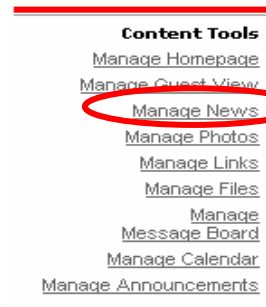 Content Tools
Manage Homepage
Manage Guest View
Manage News
Manage Photos
Manage Links
Manage Files
Manage
Message Board
Manage Calendar
Manage Announcements